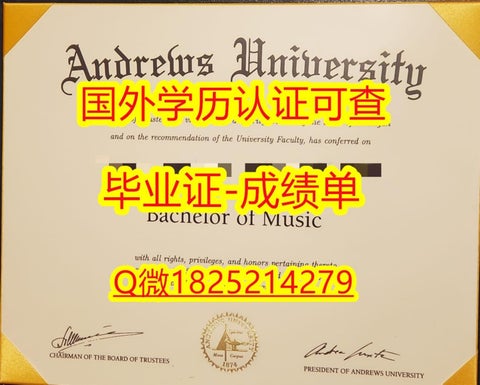 Andrews University
国外学历认证可查
and on the recommendation of the University Faculty, has conferred on
毕业证-成绩单
Bachelor of Music
with all rights, privileges, and honors pertaining thereto
Q微1825214279
CHAIRMAN OF THE BOARD OF TRUSTEES
1874
PRESIDENT OF ANDREWS UNIVERSITY